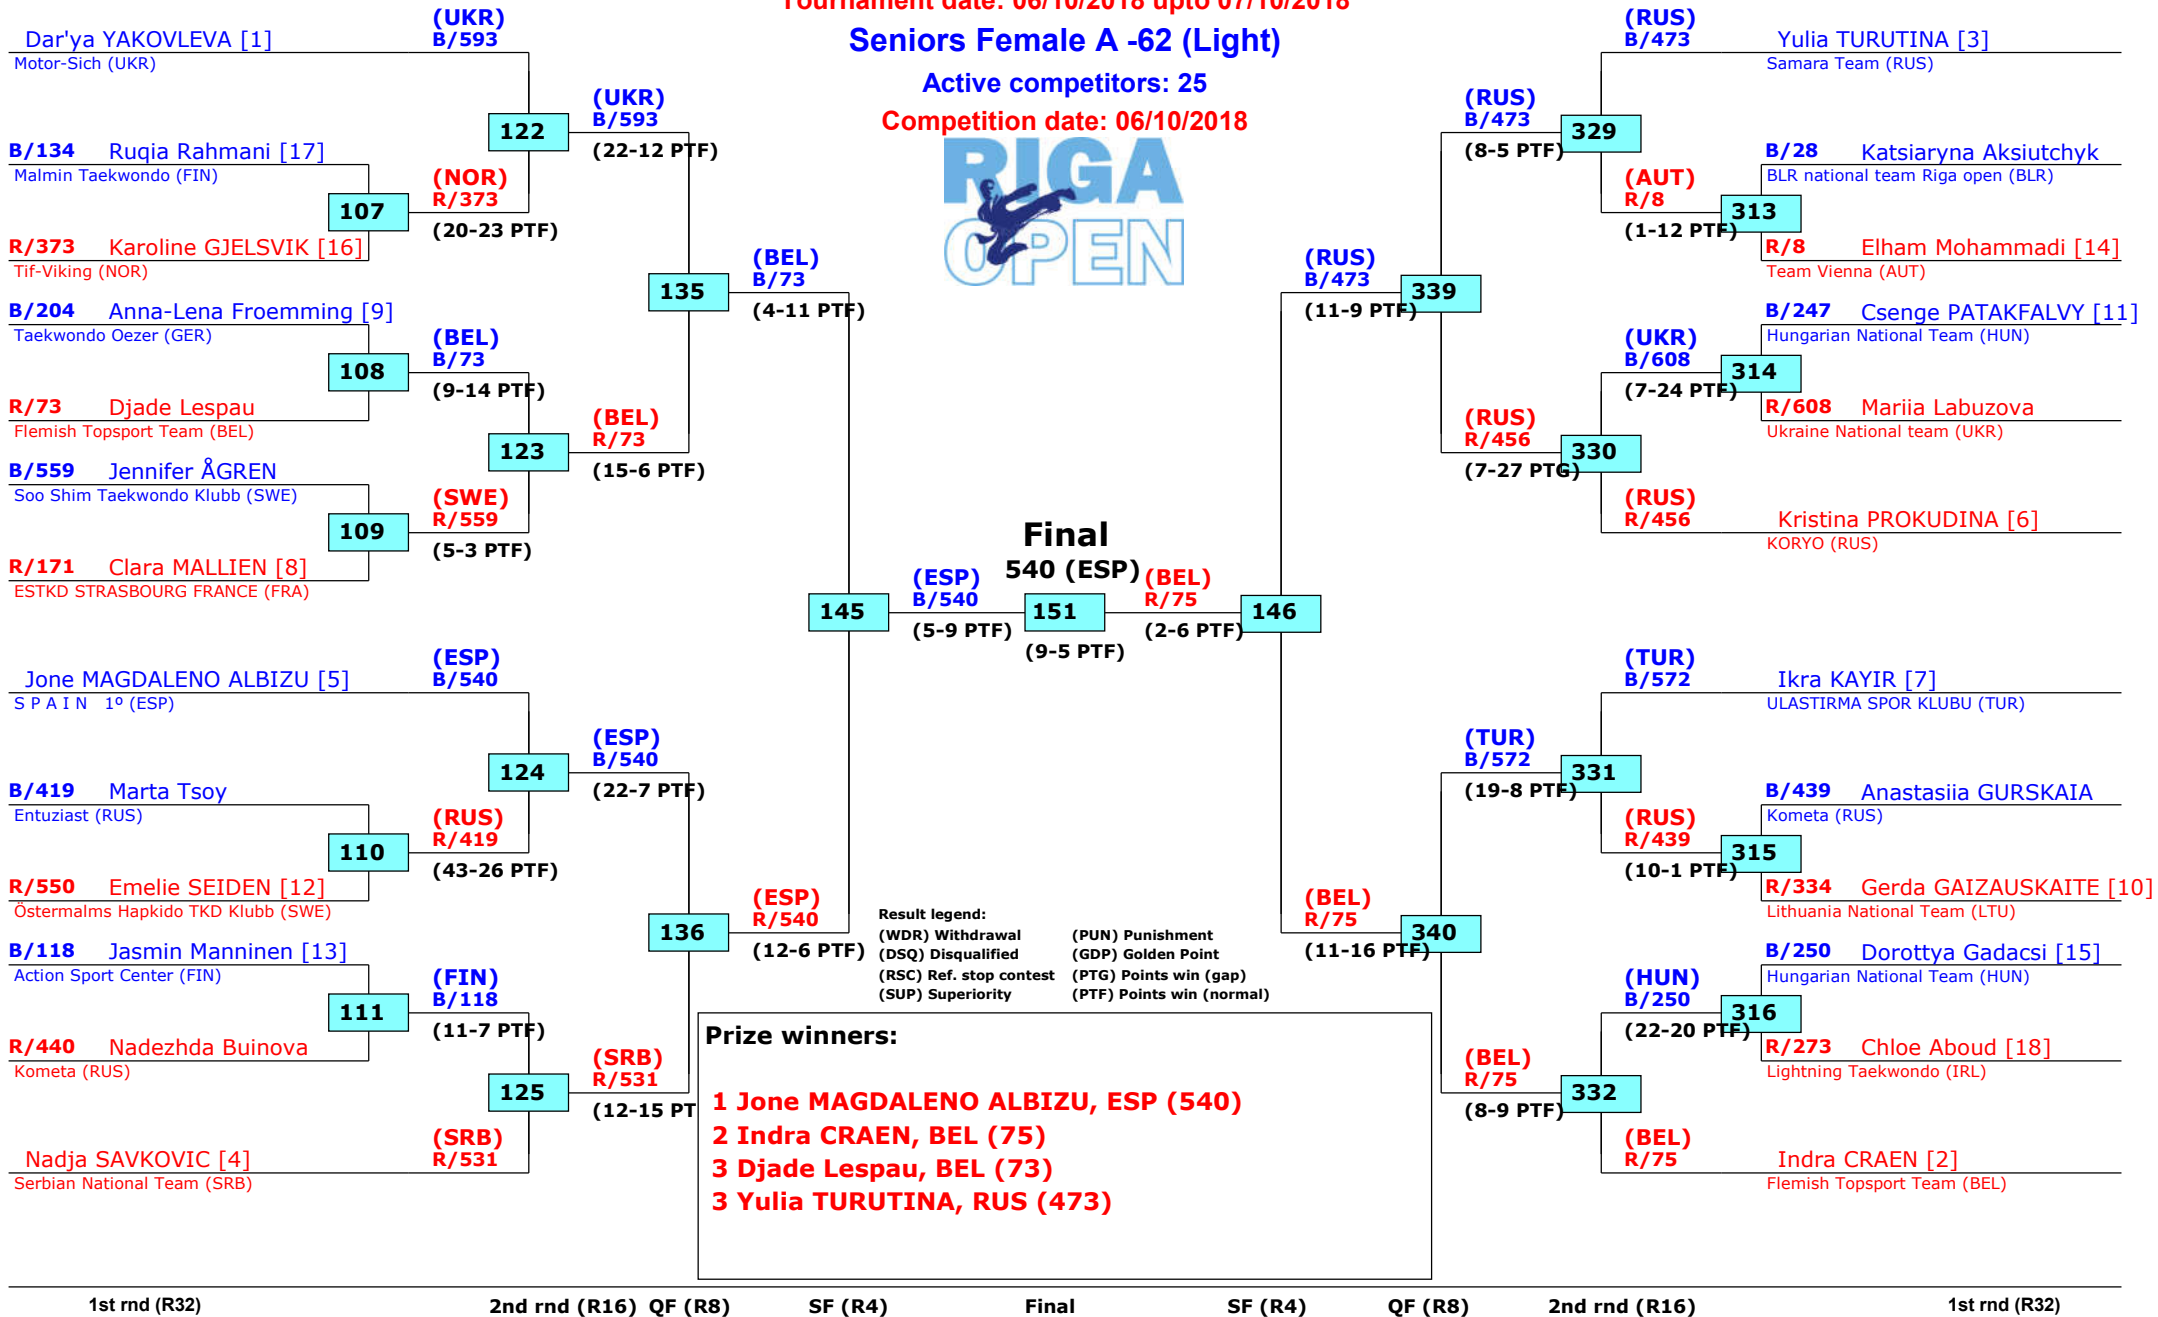 Tournament date: 06/10/2018 upto 07/10/2018
Seniors Female A -62 (Light)
Active competitors: 25
Competition date: 06/10/2018
RIGA
OPEN
Dar'ya YAKOVLEVA [1]
Motor-Sich (UKR)
(UKR)
B/593
B/134 Ruqia Rahmani [17]
Malmin Taekwondo (FIN)
107
R/373 Karoline GJELSVIK [16]
Tif-Viking (NOR)
(NOR)
R/373
(20-23 PTF)
122
(UKR)
B/593
(22-12 PTF)
B/204 Anna-Lena Froemming [9]
Taekwondo Oezer (GER)
108
R/73 Djade Lespau
Flemish Topsport Team (BEL)
(BEL)
B/73
(9-14 PTF)
B/559 Jennifer ÅGREN
Soo Shim Taekwondo Klubb (SWE)
109
R/171 Clara MALLIEN [8]
ESTKD STRASBOURG FRANCE (FRA)
(SWE)
R/559
(5-3 PTF)
123
(BEL)
R/73
(15-6 PTF)
135
(BEL)
B/73
(4-11 PTF)
Jone MAGDALENO ALBIZU [5]
S P A I N 1º (ESP)
(ESP)
B/540
B/419 Marta Tsoy
Entuziast (RUS)
110
R/550 Emelie SEIDEN [12]
Östermalms Hapkido TKD Klubb (SWE)
(RUS)
R/419
(43-26 PTF)
124
(ESP)
B/540
(22-7 PTF)
B/118 Jasmin Manninen [13]
Action Sport Center (FIN)
111
R/440 Nadezhda Buinova
Kometa (RUS)
(FIN)
B/118
(11-7 PTF)
Nadja SAVKOVIC [4]
Serbian National Team (SRB)
(SRB)
R/531
125
(SRB)
R/531
(12-15 PT
136
(ESP)
R/540
(12-6 PTF)
145
(ESP)
B/540
(5-9 PTF)
Final
540 (ESP)
151
(9-5 PTF)
(BEL)
R/75
(2-6 PTF)
146
(RUS)
B/473
(11-9 PTF)
339
(RUS)
B/473
(8-5 PTF)
329
(RUS)
B/473
Yulia TURUTINA [3]
Samara Team (RUS)
(AUT)
R/8
(1-12 PTF)
313
B/28 Katsiaryna Aksiutchyk
BLR national team Riga open (BLR)
R/8 Elham Mohammadi [14]
Team Vienna (AUT)
(UKR)
B/608
(7-24 PTF)
314
B/247 Csenge PATAKFALVY [11]
Hungarian National Team (HUN)
R/608 Mariia Labuzova
Ukraine National team (UKR)
(RUS)
R/456
(7-27 PTG)
330
(RUS)
R/456
Kristina PROKUDINA [6]
KORYO (RUS)
(TUR)
B/572
Ikra KAYIR [7]
ULASTIRMA SPOR KLUBU (TUR)
(TUR)
B/572
(19-8 PTF)
331
(RUS)
R/439
(10-1 PTF)
315
B/439 Anastasiia GURSKAIA
Kometa (RUS)
R/334 Gerda GAIZAUSKAITE [10]
Lithuania National Team (LTU)
(BEL)
R/75
(11-16 PTF)
340
(HUN)
B/250
(22-20 PTF)
316
B/250 Dorottya Gadacsi [15]
Hungarian National Team (HUN)
R/273 Chloe Aboud [18]
Lightning Taekwondo (IRL)
(BEL)
R/75
(8-9 PTF)
332
(BEL)
R/75
Indra CRAEN [2]
Flemish Topsport Team (BEL)
Result legend:
(WDR) Withdrawal (PUN) Punishment
(DSQ) Disqualified (GDP) Golden Point
(RSC) Ref. stop contest (PTG) Points win (gap)
(SUP) Superiority (PTF) Points win (normal)
Prize winners:
1 Jone MAGDALENO ALBIZU, ESP (540)
2 Indra CRAEN, BEL (75)
3 Djade Lespau, BEL (73)
3 Yulia TURUTINA, RUS (473)
1st rnd (R32) 2nd rnd (R16) QF (R8) SF (R4) Final SF (R4) QF (R8) 2nd rnd (R16) 1st rnd (R32)